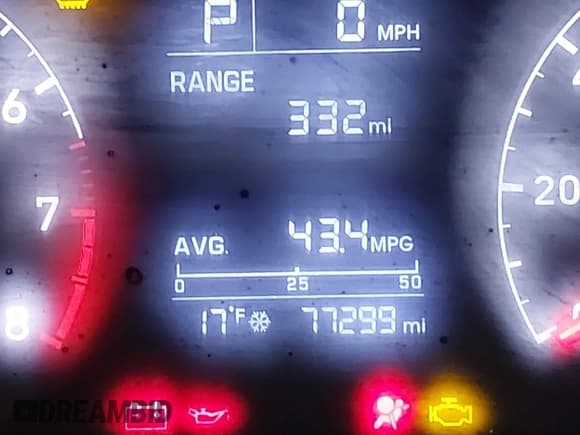 P 0 MPH
RANGE
332 mi
6
7
8
20
AVG. 43.4 MPG
0 25 50
17°F 77299 mi
DREAMBID